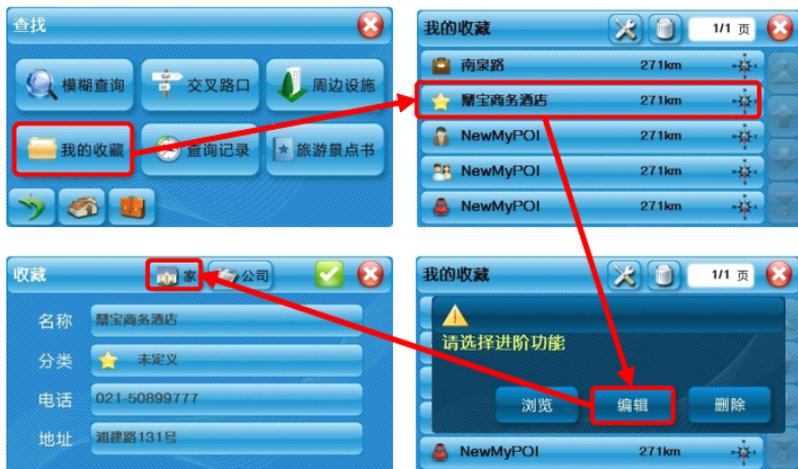 查找
模糊查询
交叉路口
周边设施
我的收藏
查询记录
旅游景点书
我的收藏 1/1 页
南泉路 271km
鼎宝商务酒店 271km
NewMyPOI 271km
NewMyPOI 271km
NewMyPOI 271km
收藏 家 公司
名称 鼎宝商务酒店
分类 未定义
电话 021-50899777
地址 浦建路131号
我的收藏 1/1 页
请选择进阶功能
浏览 编辑 删除
NewMyPOI 271km